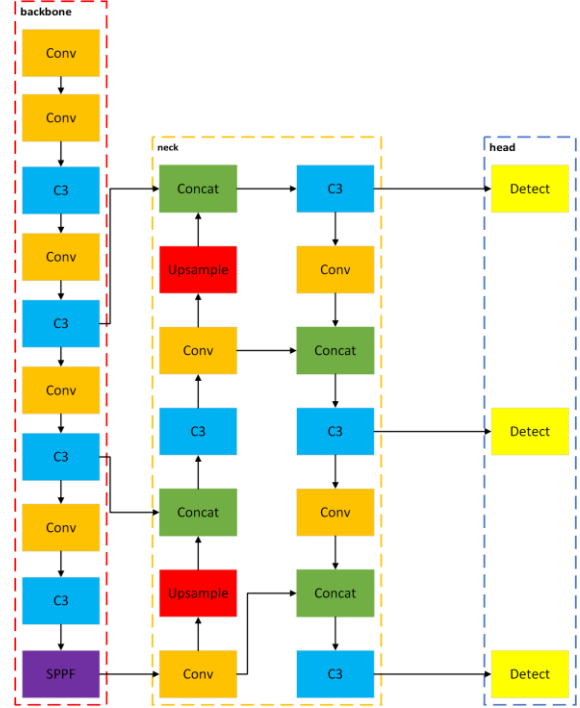 backbone
Conv
Conv
C3
Conv
C3
Conv
C3
Conv
C3
SPPF
neck
Concat
Upsample
Conv
C3
Concat
Upsample
Conv
C3
Conv
Concat
C3
Conv
Concat
C3
head
Detect
Detect
Detect